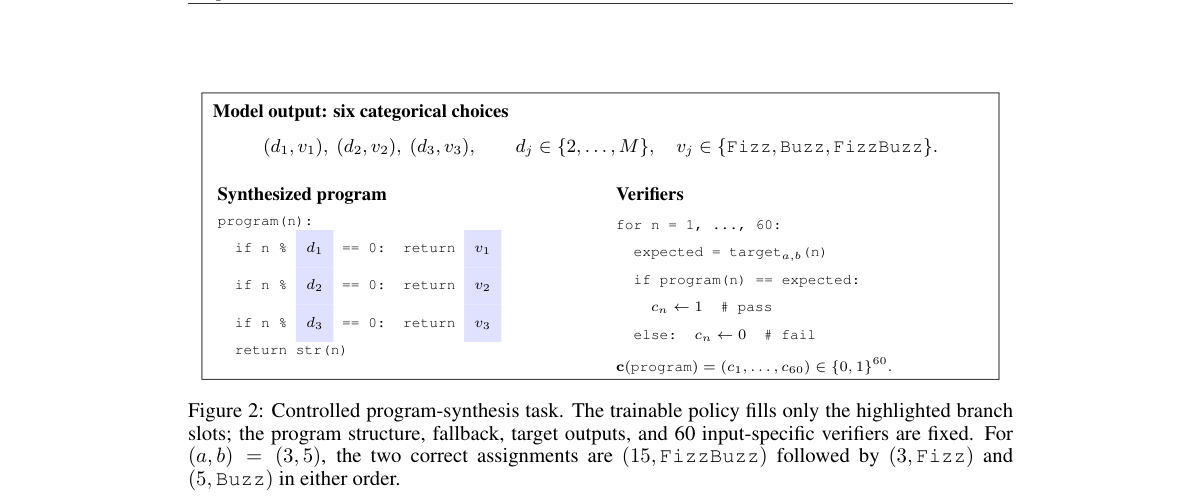 Model output: six categorical choices
(d₁, v₁), (d₂, v₂), (d₃, v₃), dⱼ ∈ {2, . . . , M}, vⱼ ∈ {Fizz, Buzz, FizzBuzz}.
Synthesized program
program(n):
if n % d₁ == 0: return v₁
if n % d₂ == 0: return v₂
if n % d₃ == 0: return v₃
return str(n)
Verifiers
for n = 1, ..., 60:
expected = target_{a,b}(n)
if program(n) == expected:
cₙ ← 1 # pass
else: cₙ ← 0 # fail
c(program) = (c₁, . . . , c₆₀) ∈ {0, 1}⁶⁰.
Figure 2: Controlled program-synthesis task. The trainable policy fills only the highlighted branch
slots; the program structure, fallback, target outputs, and 60 input-specific verifiers are fixed. For
(a, b) = (3, 5), the two correct assignments are (15, FizzBuzz) followed by (3, Fizz) and
(5, Buzz) in either order.